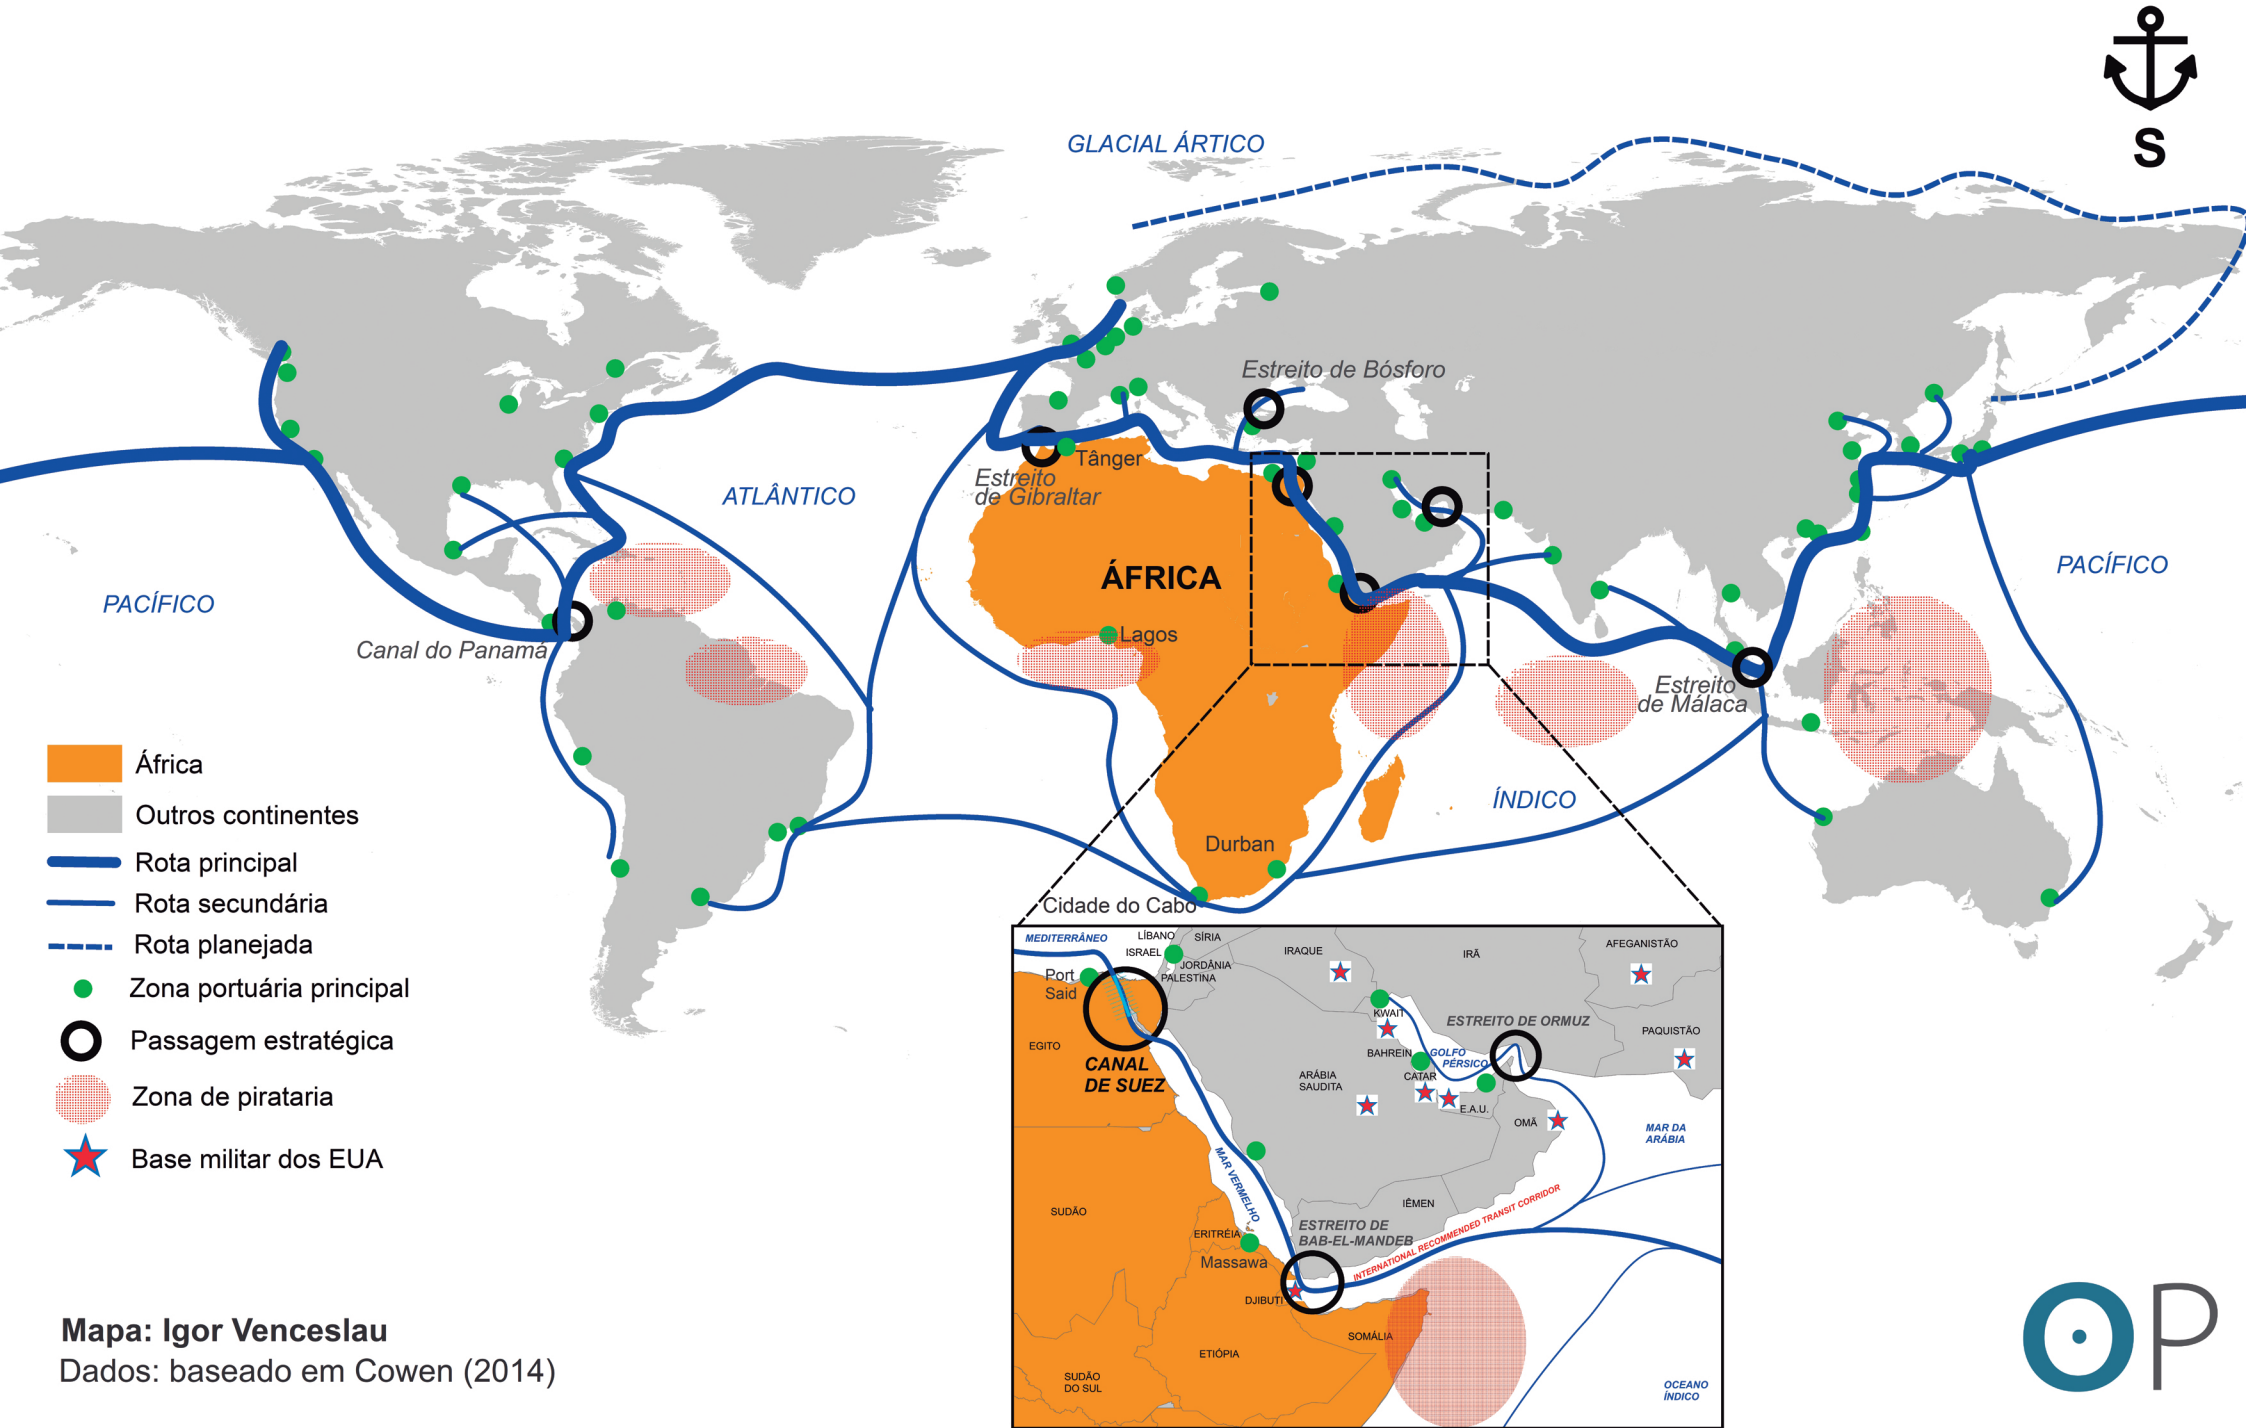 S
GLACIAL ÁRTICO
Estreito de Bósforo
Tânger
Estreito
de Gibraltar
ATLÂNTICO
PACÍFICO
PACÍFICO
ÁFRICA
Lagos
Canal do Panamá
Estreito
de Málaca
ÍNDICO
Durban
Cidade do Cabo
África
Outros continentes
Rota principal
Rota secundária
Rota planejada
Zona portuária principal
Passagem estratégica
Zona de pirataria
Base militar dos EUA
MEDITERRÂNEO
LÍBANO
SÍRIA
ISRAEL
JORDÂNIA
PALESTINA
IRAQUE
IRÃ
AFEGANISTÃO
Port
Said
KWAIT
ESTREITO DE ORMUZ
PAQUISTÃO
EGITO
CANAL
DE SUEZ
BAHREIN
GOLFO
PÉRSICO
CATAR
ARÁBIA
SAUDITA
E.A.U.
OMÃ
MAR DA
ARÁBIA
MAR VERMELHO
SUDÃO
IÊMEN
INTERNATIONAL RECOMMENDED TRANSIT CORRIDOR
ESTREITO DE
BAB-EL-MANDEB
ERITRÉIA
Massawa
DJIBUTI
SOMÁLIA
ETIÓPIA
SUDÃO
DO SUL
OCEANO
ÍNDICO
Mapa: Igor Venceslau
Dados: baseado em Cowen (2014)
OP